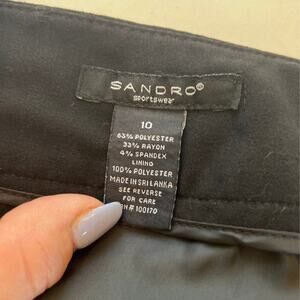 SANDRO®
sportswear
10
63% POLYESTER
33% RAYON
4% SPANDEX
LINING
100% POLYESTER
MADE IN SRI LANKA
SEE REVERSE
FOR CARE
# 100170